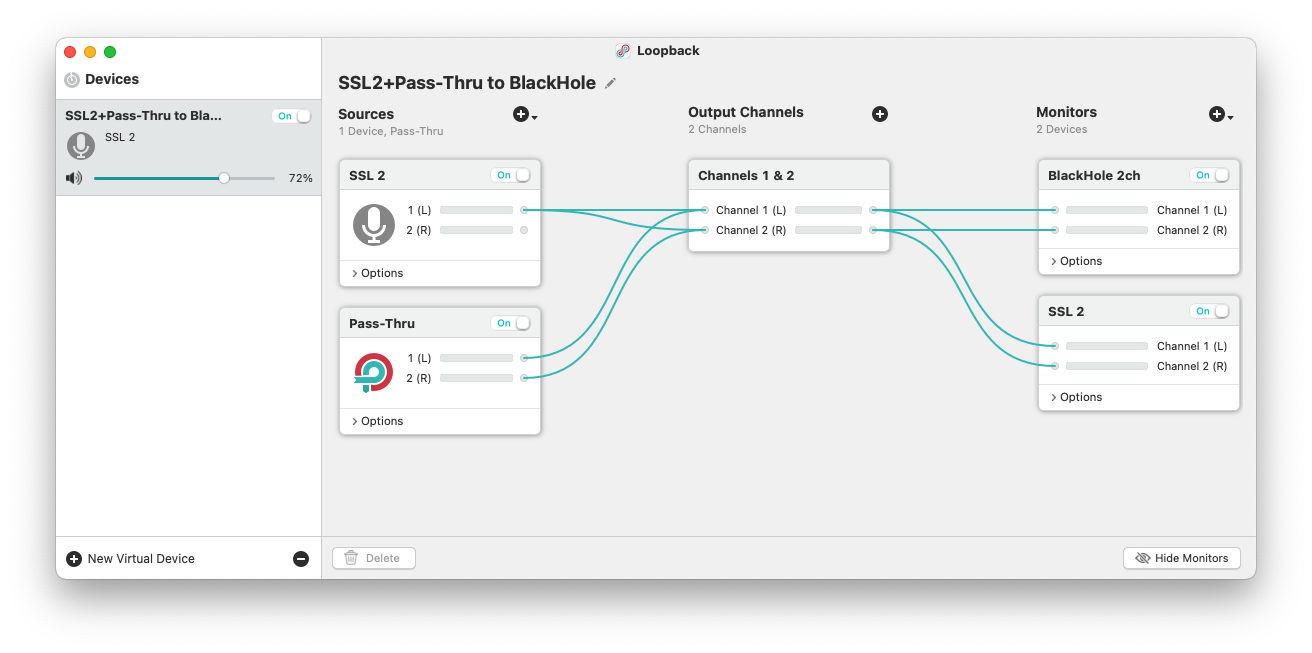 Loopback
Devices
SSL2+Pass-Thru to Bla...
On
SSL 2
72%
New Virtual Device
SSL2+Pass-Thru to BlackHole
Sources
1 Device, Pass-Thru
SSL 2
On
1 (L)
2 (R)
Options
Pass-Thru
On
1 (L)
2 (R)
Options
Output Channels
2 Channels
Channels 1 & 2
Channel 1 (L)
Channel 2 (R)
Monitors
2 Devices
BlackHole 2ch
On
Channel 1 (L)
Channel 2 (R)
Options
SSL 2
On
Channel 1 (L)
Channel 2 (R)
Options
Delete
Hide Monitors